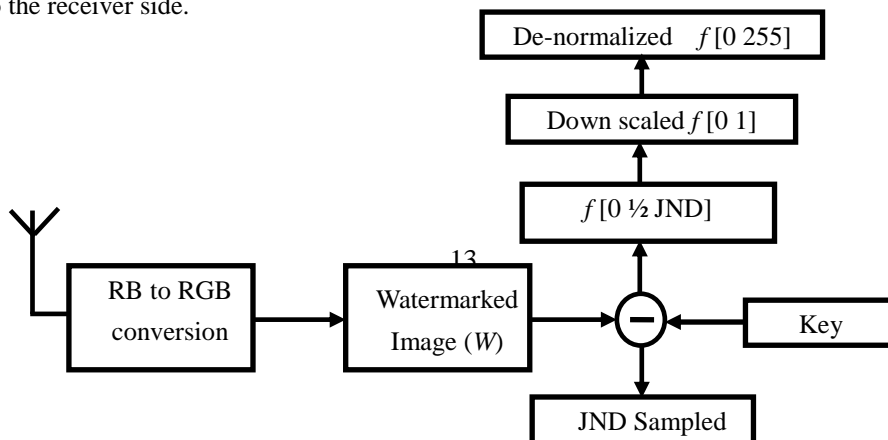 the receiver side.
De-normalized f [0 255]
Down scaled f [0 1]
f [0 ½ JND]
13
RB to RGB
conversion
Watermarked
Image (W)
Key
JND Sampled